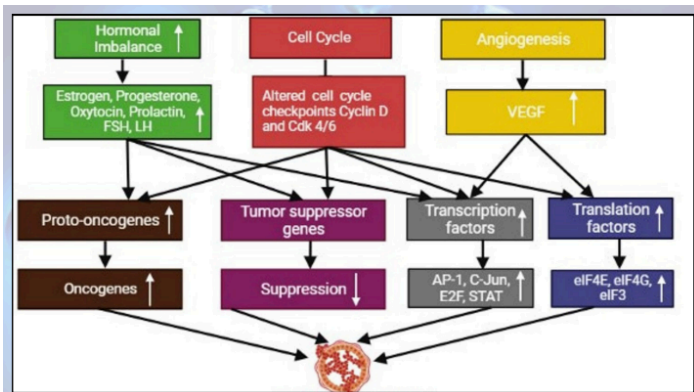 Hormonal
Imbalance
Cell Cycle
Angiogenesis
Estrogen, Progesterone,
Oxytocin, Prolactin,
FSH, LH
Altered cell cycle
checkpoints Cyclin D
and Cdk 4/6
VEGF
Proto-oncogenes
Tumor suppressor
genes
Transcription
factors
Translation
factors
Oncogenes
Suppression
AP-1, C-Jun,
E2F, STAT
eIF4E, eIF4G,
eIF3